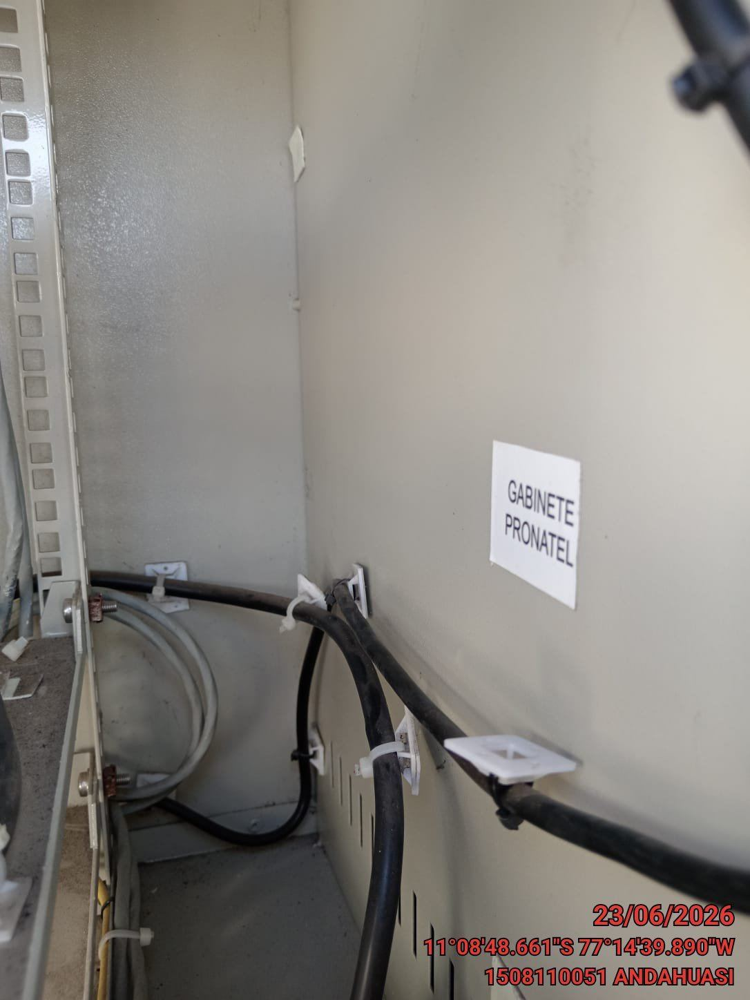 GABINETE
PRONATEL
23/06/2026
11°08'48.661"S 77°14'39.890"W
1508110051 ANDAHUASI